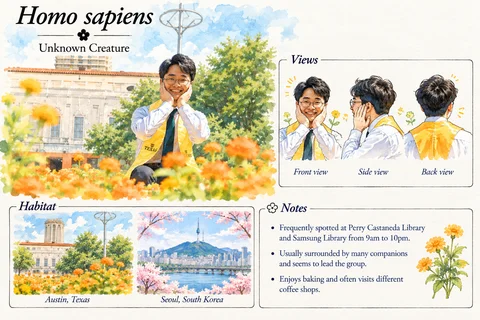 Homo sapiens
Unknown Creature
TEXAS
Views
Front view
Side view
Back view
Habitat
Austin, Texas
Seoul, South Korea
Notes
Frequently spotted at Perry Castaneda Library
and Samsung Library from 9am to 10pm.
Usually surrounded by many companions
and seems to lead the group.
Enjoys baking and often visits different
coffee shops.